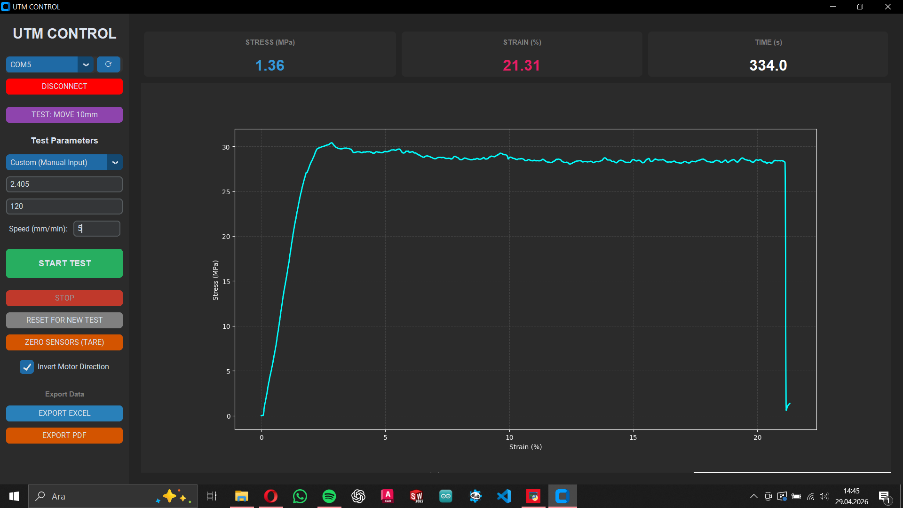 UTM CONTROL
UTM CONTROL
COM5
DISCONNECT
TEST: MOVE 10mm
Test Parameters
Custom (Manual Input)
2.405
120
Speed (mm/min): 5
START TEST
STOP
RESET FOR NEW TEST
ZERO SENSORS (TARE)
Invert Motor Direction
Export Data
EXPORT EXCEL
EXPORT PDF
STRESS (MPa)
1.36
STRAIN (%)
21.31
TIME (s)
334.0
Stress (MPa)
30
25
20
15
10
5
0
0 5 10 15 20
Strain (%)
Ara
14:45
29.04.2026
1